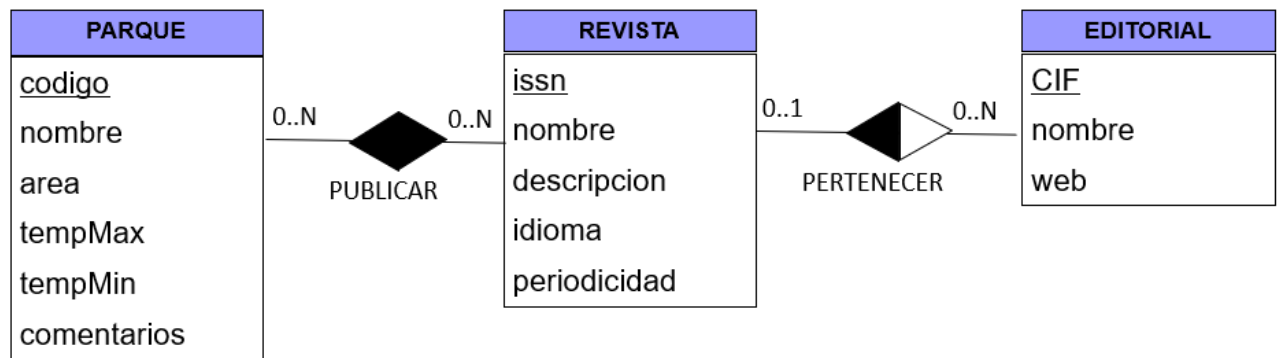 PARQUE
codigo
nombre
area
tempMax
tempMin
comentarios
0..N
0..N
PUBLICAR
REVISTA
issn
nombre
descripcion
idioma
periodicidad
0..1
0..N
PERTENECER
EDITORIAL
CIF
nombre
web